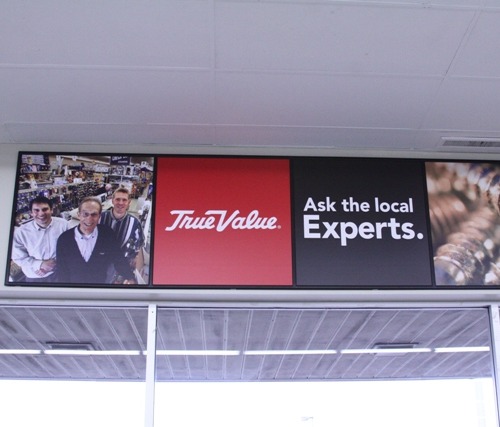 True Value®
Ask the local
Experts.